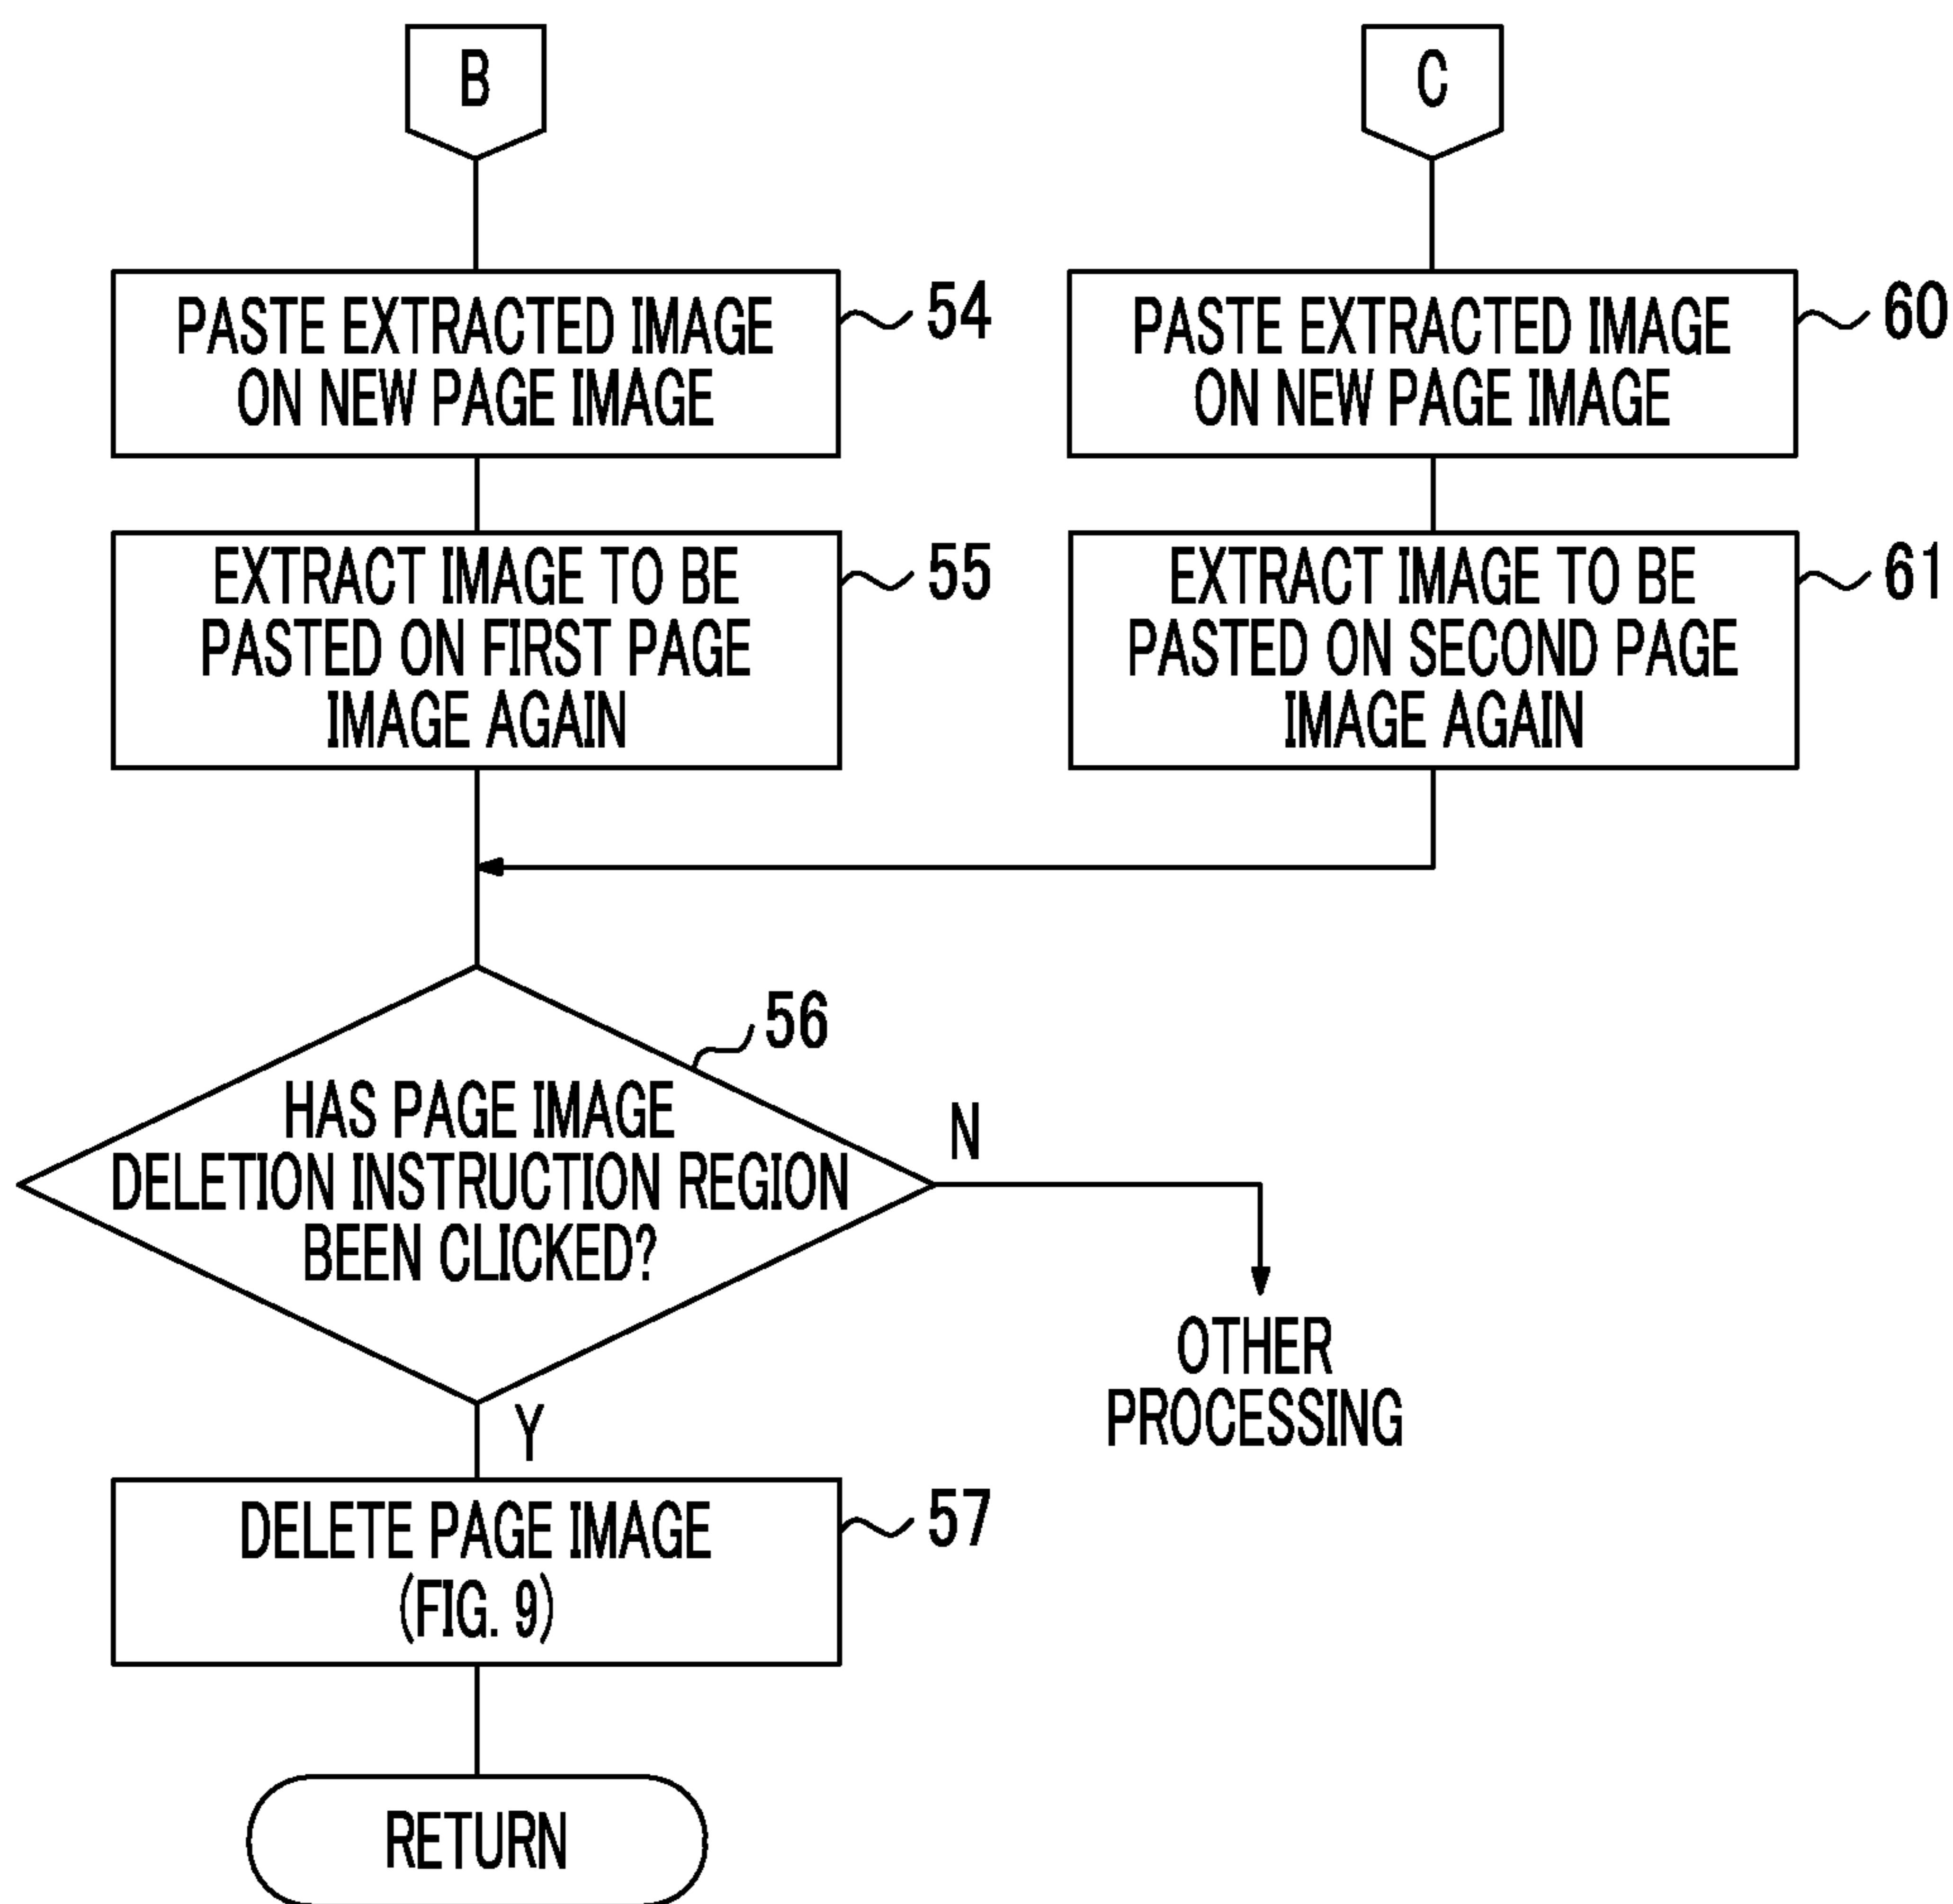 B
C
PASTE EXTRACTED IMAGE
ON NEW PAGE IMAGE
54
PASTE EXTRACTED IMAGE
ON NEW PAGE IMAGE
60
EXTRACT IMAGE TO BE
PASTED ON FIRST PAGE
IMAGE AGAIN
55
EXTRACT IMAGE TO BE
PASTED ON SECOND PAGE
IMAGE AGAIN
61
56
HAS PAGE IMAGE
DELETION INSTRUCTION REGION
BEEN CLICKED?
N
OTHER
PROCESSING
Y
DELETE PAGE IMAGE
(FIG. 9)
57
RETURN